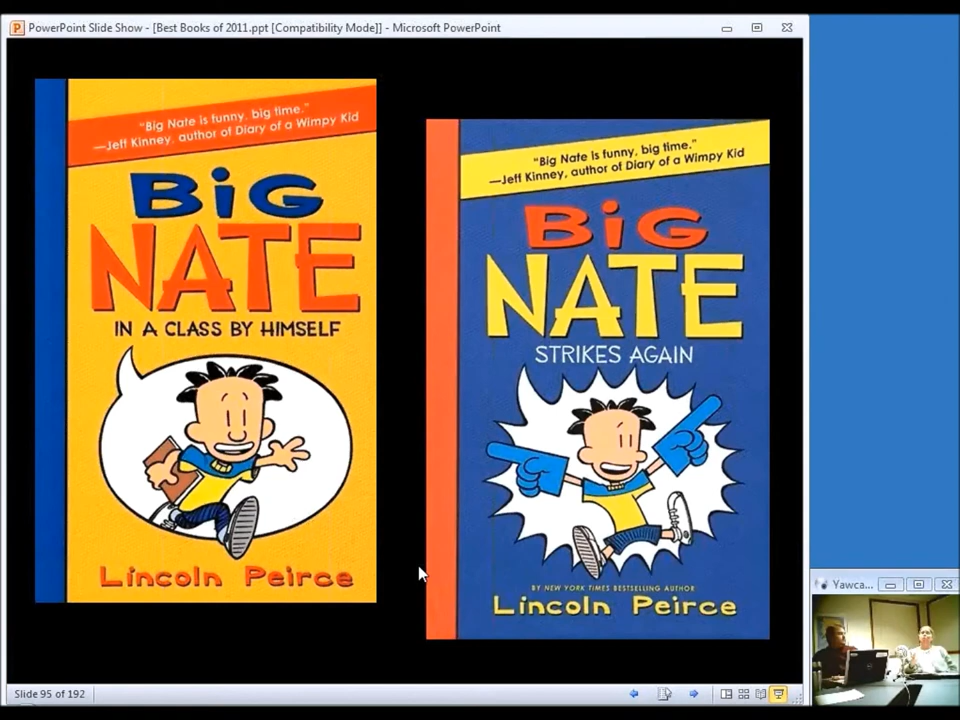 PowerPoint Slide Show - [Best Books of 2011.ppt [Compatibility Mode]] - Microsoft PowerPoint
"Big Nate is funny, big time."
—Jeff Kinney, author of Diary of a Wimpy Kid
BiG
NATE
IN A CLASS BY HIMSELF
Lincoln Peirce
"Big Nate is funny, big time."
—Jeff Kinney, author of Diary of a Wimpy Kid
BiG
NATE
STRIKES AGAIN
BY NEW YORK TIMES BESTSELLING AUTHOR
Lincoln Peirce
Yawca...
Slide 95 of 192